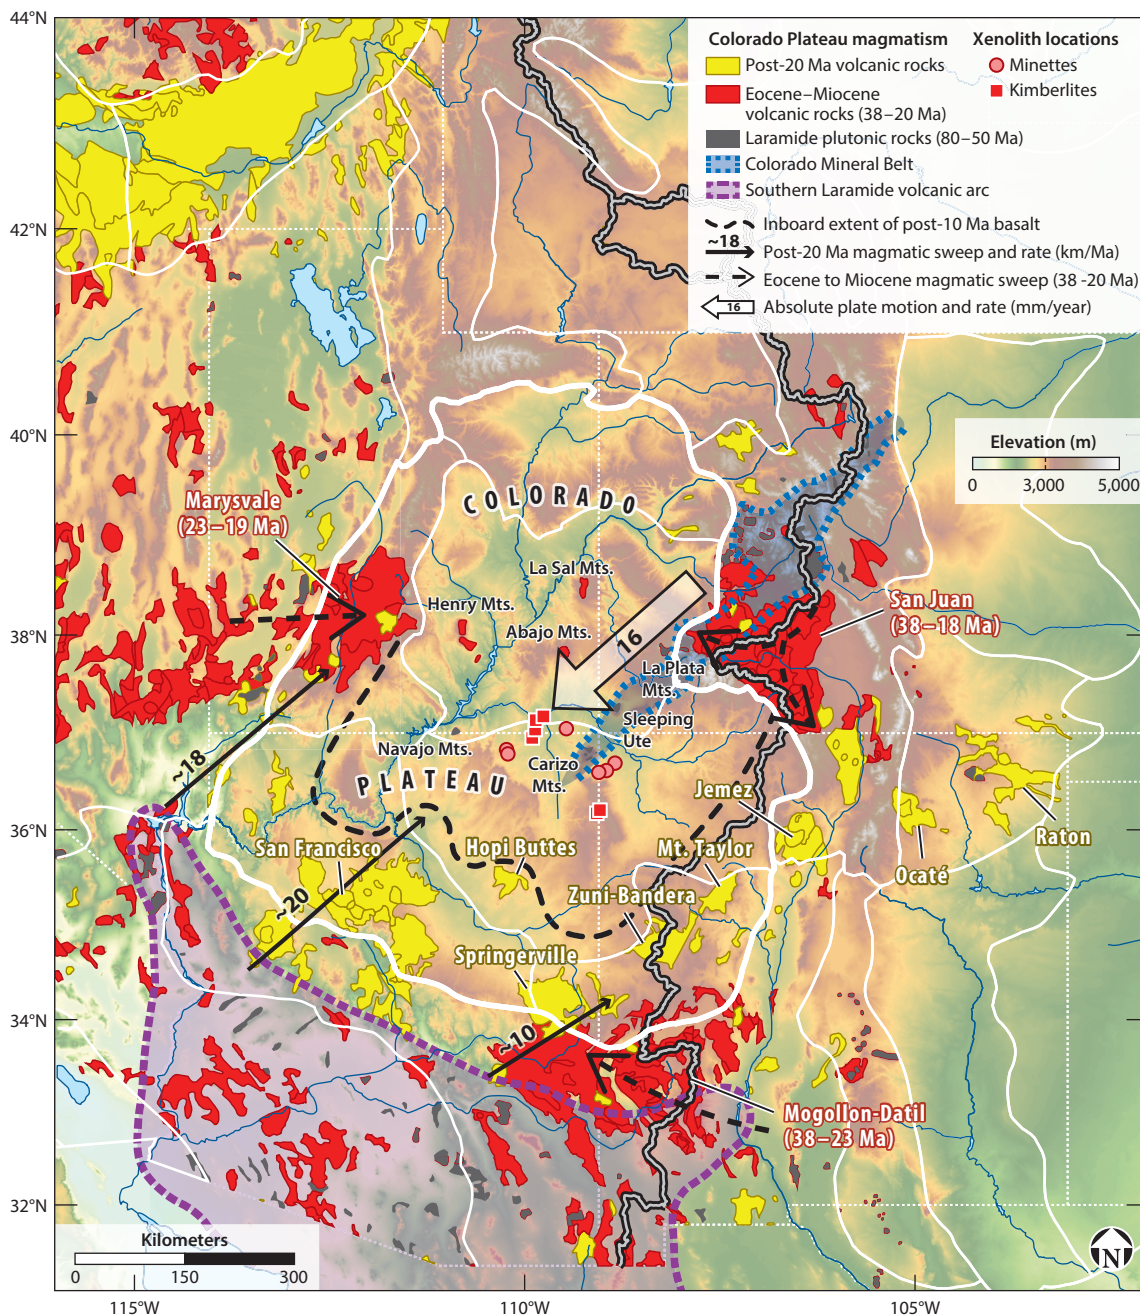 44°N
42°N
40°N
38°N
36°N
34°N
32°N
115°W
110°W
105°W
Colorado Plateau magmatism
Post-20 Ma volcanic rocks
Eocene–Miocene
volcanic rocks (38–20 Ma)
Laramide plutonic rocks (80–50 Ma)
Colorado Mineral Belt
Southern Laramide volcanic arc
Inboard extent of post-10 Ma basalt
~18
Post-20 Ma magmatic sweep and rate (km/Ma)
Eocene to Miocene magmatic sweep (38 -20 Ma)
16
Absolute plate motion and rate (mm/year)
Xenolith locations
Minettes
Kimberlites
Elevation (m)
0 3,000 5,000
Marysvale
(23–19 Ma)
COLORADO
La Sal Mts.
Henry Mts.
Abajo Mts.
16
San Juan
(38–18 Ma)
La Plata
Mts.
Sleeping
Ute
Navajo Mts.
Carizo
Mts.
PLATEAU
~18
Jemez
Raton
Ocaté
San Francisco
Hopi Buttes
Mt. Taylor
~20
Zuni-Bandera
Springerville
~10
Mogollon-Datil
(38–23 Ma)
Kilometers
0 150 300
N